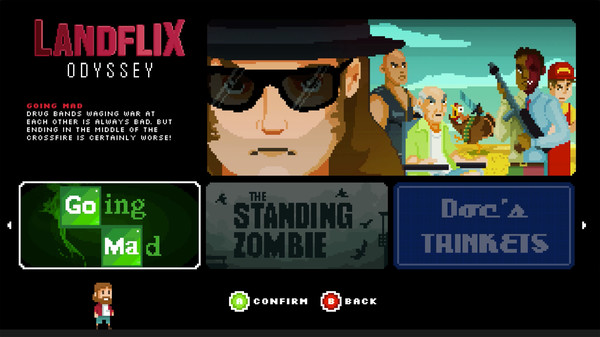 LANDFLIX
ODYSSEY
GOING MAD
DRUG BANDS WAGING WAR AT
EACH OTHER IS ALWAYS BAD, BUT
ENDING IN THE MIDDLE OF THE
CROSSFIRE IS CERTAINLY WORSE!
Going
Mad
THE
STANDING
ZOMBIE
Doc's
TRINKETS
A CONFIRM B BACK